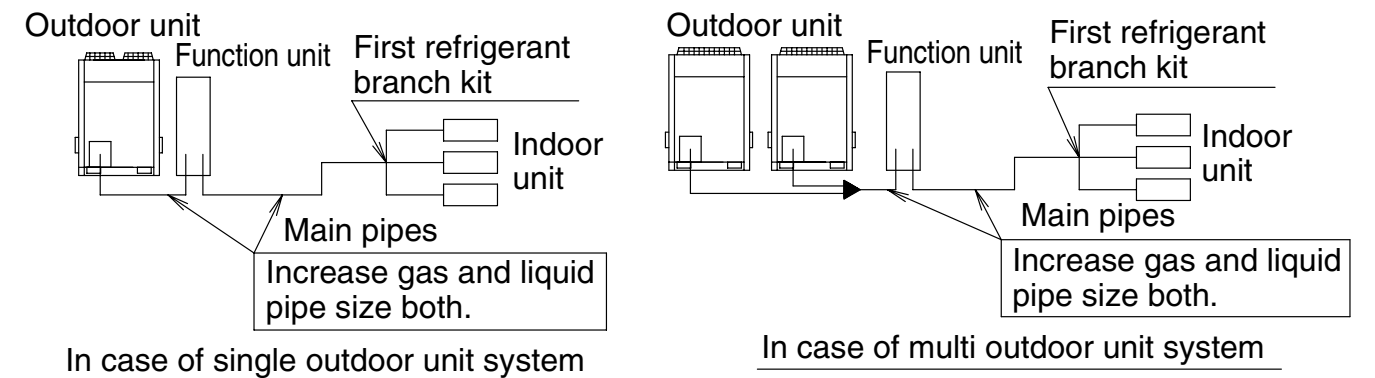 Outdoor unit
Function unit
First refrigerant
branch kit
Indoor
unit
Main pipes
Increase gas and liquid
pipe size both.
In case of single outdoor unit system
Outdoor unit
Function unit
First refrigerant
branch kit
Indoor
unit
Main pipes
Increase gas and liquid
pipe size both.
In case of multi outdoor unit system